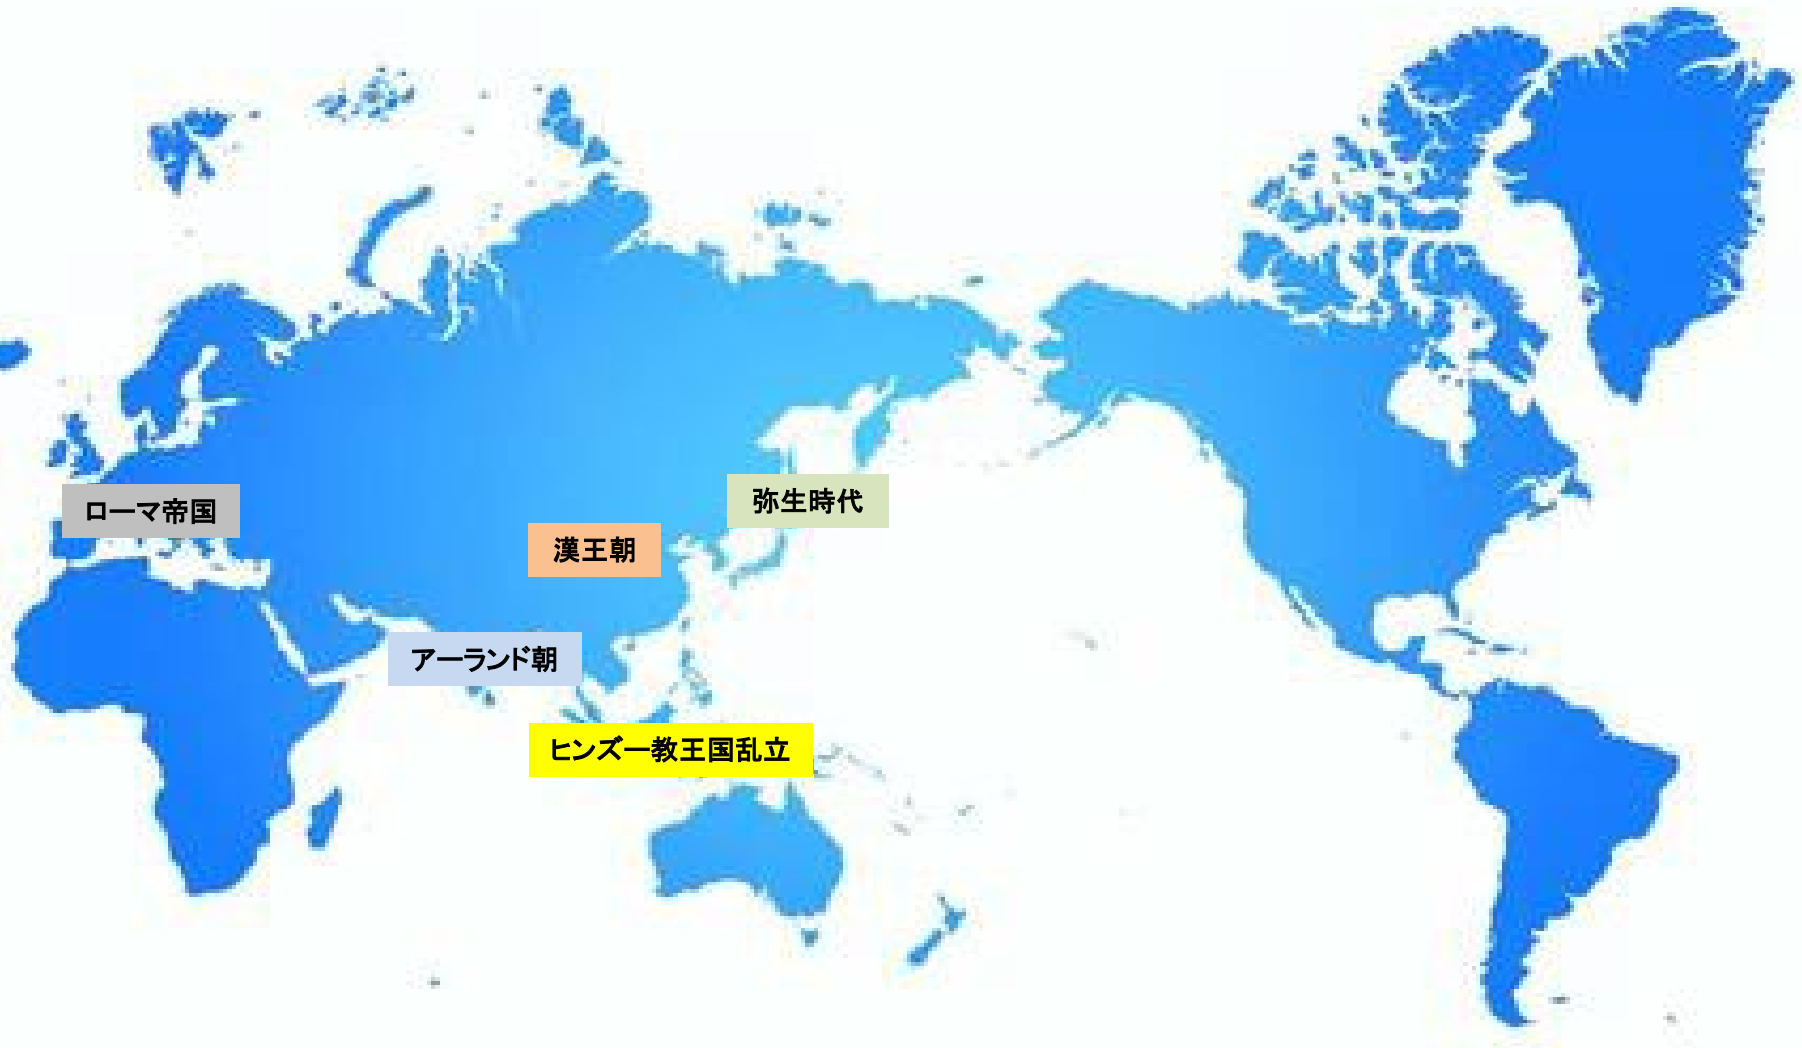 ローマ帝国
弥生時代
漢王朝
アーランド朝
ヒンズー教王国乱立